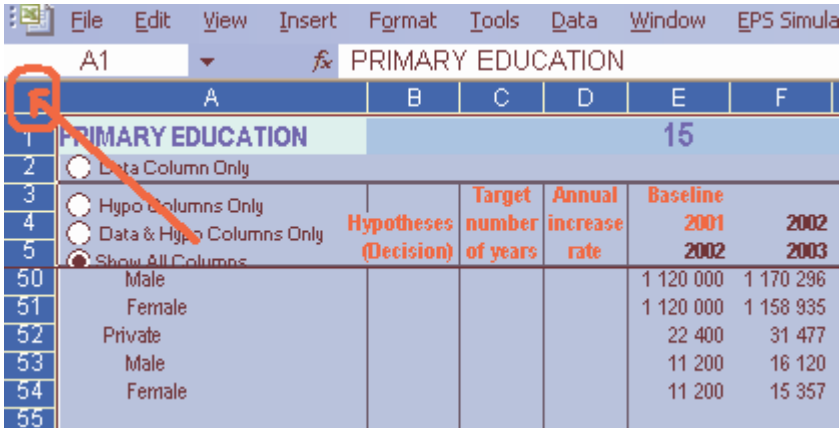 File Edit View Insert Format Tools Data Window EPS Simula
A1 fx PRIMARY EDUCATION
A B C D E F
1 PRIMARY EDUCATION 15
2 Data Column Only
3 Hypo Columns Only Target Annual Baseline
4 Data & Hypo Columns Only Hypotheses number increase 2001 2002
5 Show All Columns (Decision) of years rate 2002 2003
50 Male 1 120 000 1 170 296
51 Female 1 120 000 1 158 935
52 Private 22 400 31 477
53 Male 11 200 16 120
54 Female 11 200 15 357
55